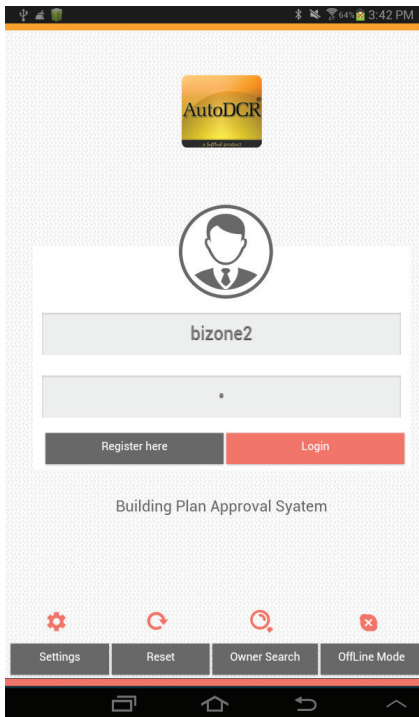 64% 3:42 PM
AutoDCR®
a Softtech product
bizone2
Register here Login
Building Plan Approval Syatem
Settings Reset Owner Search OffLine Mode